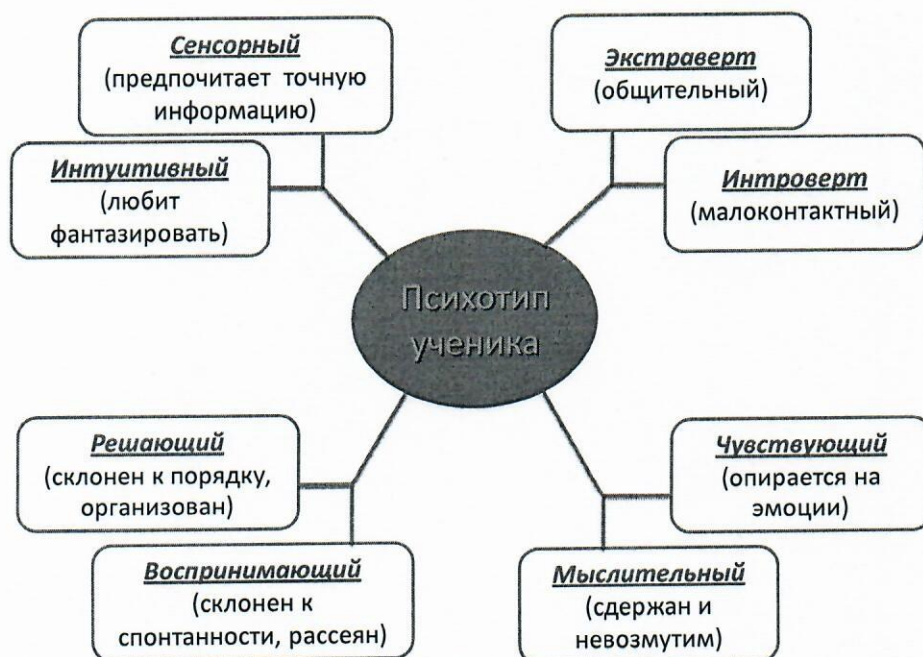 Сенсорный
(предпочитает точную
информацию)
Экстраверт
(общительный)
Интуитивный
(любит
фантазировать)
Интроверт
(малоконтактный)
Психотип
ученика
Решающий
(склонен к порядку,
организован)
Чувствующий
(опирается на
эмоции)
Воспринимающий
(склонен к
спонтанности, рассеян)
Мыслительный
(сдержан и
невозмутим)